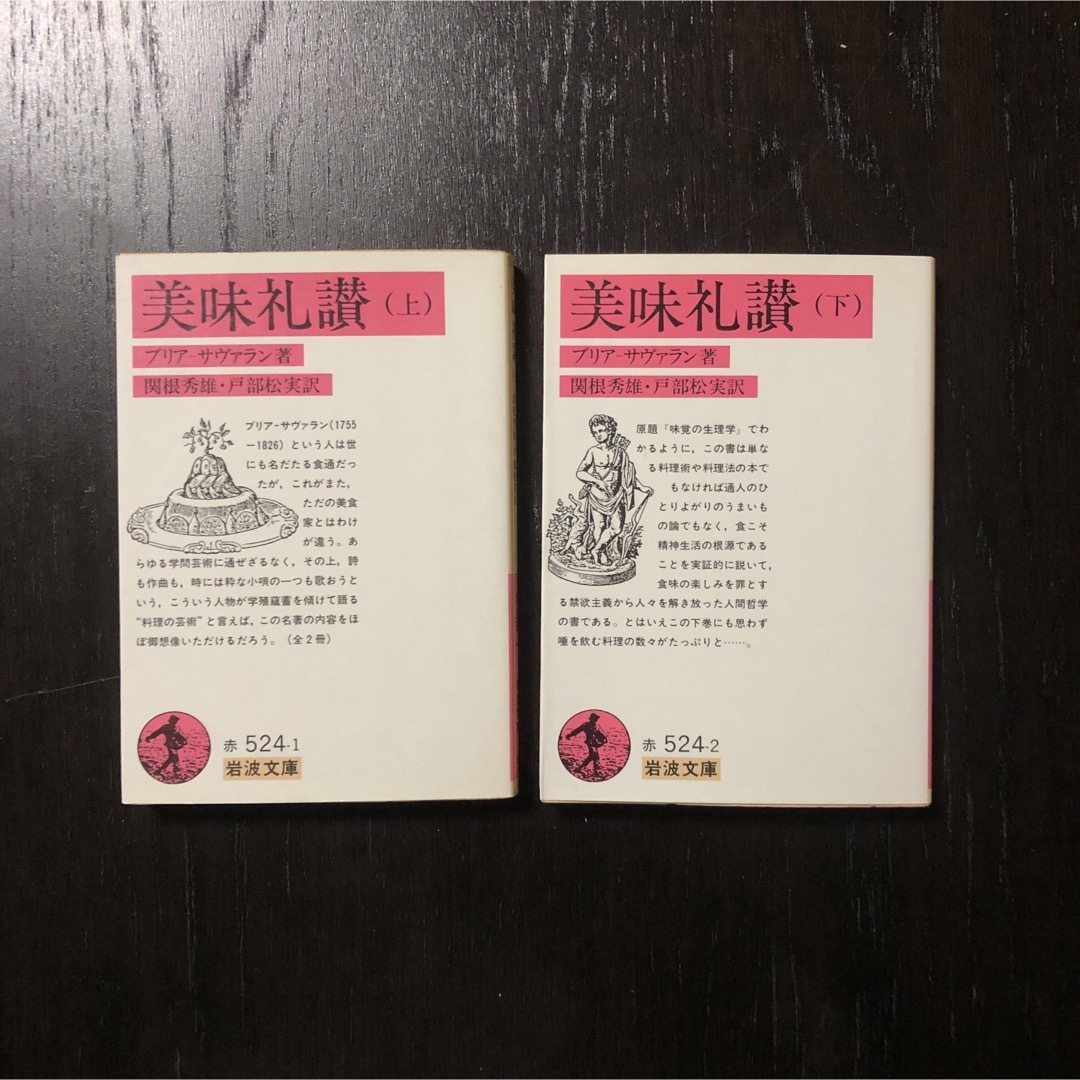 美味礼讃（上）
ブリア-サヴァラン著
関根秀雄・戸部松実訳
ブリア-サヴァラン(1755
-1826）という人は世
にも名だたる食通だっ
たが，これがまた，
ただの美食
家とはわけ
が違う。あ
らゆる学問芸術に通ぜざるなく，その上，詩
も作曲も，時には粋な小唄の一つも歌おうと
いう，こういう人物が学殖蘊蓄を傾けて語る
“料理の芸術”と言えば，この名著の内容をほ
ぼ御想像いただけるだろう。（全２冊）
赤 524-1
岩波文庫
美味礼讃（下）
ブリア-サヴァラン著
関根秀雄・戸部松実訳
原題「味覚の生理学」でわ
かるように，この書は単な
る料理術や料理法の本で
もなければ通人のひ
とりよがりのうまいも
の論でもなく，食こそ
精神生活の根源である
ことを実証的に説いて，
食味の楽しみを罪とす
る禁欲主義から人々を解き放った人間哲学
の書である。とはいえこの下巻にも思わず
唾を飲む料理の数々がたっぷりと……。
赤 524-2
岩波文庫